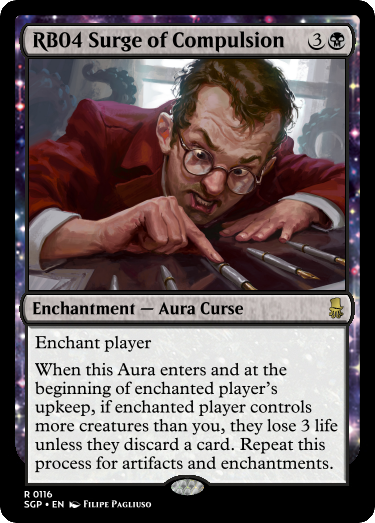 RB04 Surge of Compulsion 3
Enchantment — Aura Curse
Enchant player
When this Aura enters and at the
beginning of enchanted player's
upkeep, if enchanted player controls
more creatures than you, they lose 3 life
unless they discard a card. Repeat this
process for artifacts and enchantments.
R 0116
SGP • EN Filipe Pagliuso